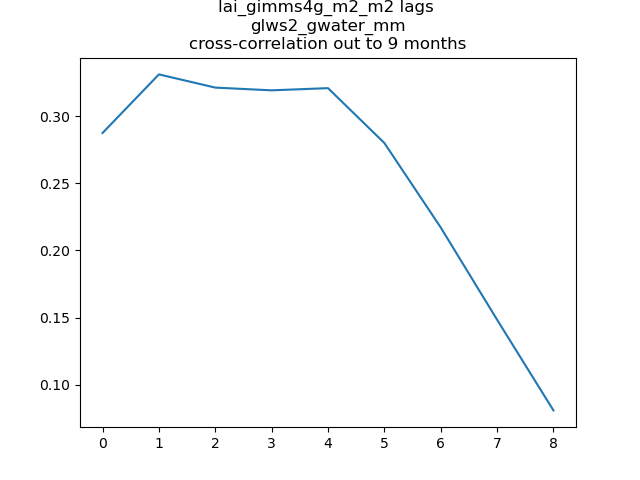 lai_gimms4g_m2_m2 lags
glws2_gwater_mm
cross-correlation out to 9 months
0.30
0.25
0.20
0.15
0.10
0 1 2 3 4 5 6 7 8